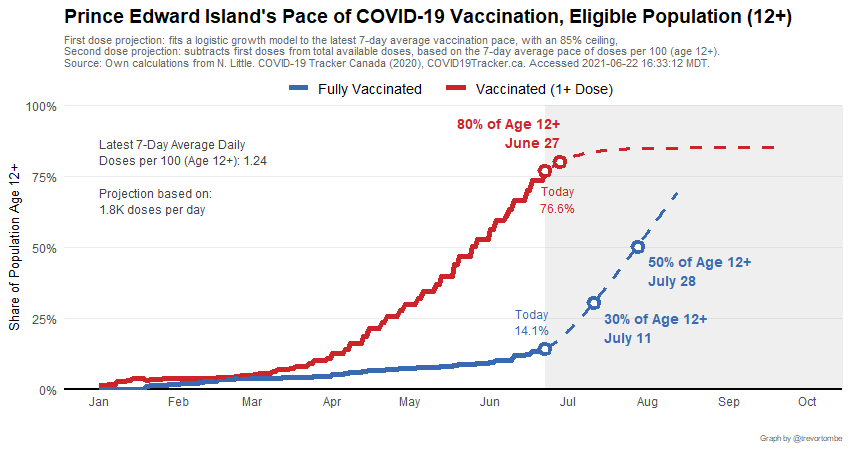 Prince Edward Island's Pace of COVID-19 Vaccination, Eligible Population (12+)
First dose projection: fits a logistic growth model to the latest 7-day average vaccination pace, with an 85% ceiling,
Second dose projection: subtracts first doses from total available doses, based on the 7-day average pace of doses per 100 (age 12+).
Source: Own calculations from N. Little. COVID-19 Tracker Canada (2020), COVID19Tracker.ca. Accessed 2021-06-22 16:33:12 MDT.
Fully Vaccinated
Vaccinated (1+ Dose)
Share of Population Age 12+
100%
75%
50%
25%
0%
Latest 7-Day Average Daily
Doses per 100 (Age 12+): 1.24
Projection based on:
1.8K doses per day
80% of Age 12+
June 27
Today
76.6%
50% of Age 12+
July 28
Today
14.1%
30% of Age 12+
July 11
Jan
Feb
Mar
Apr
May
Jun
Jul
Aug
Sep
Oct
Graph by @trevortombe